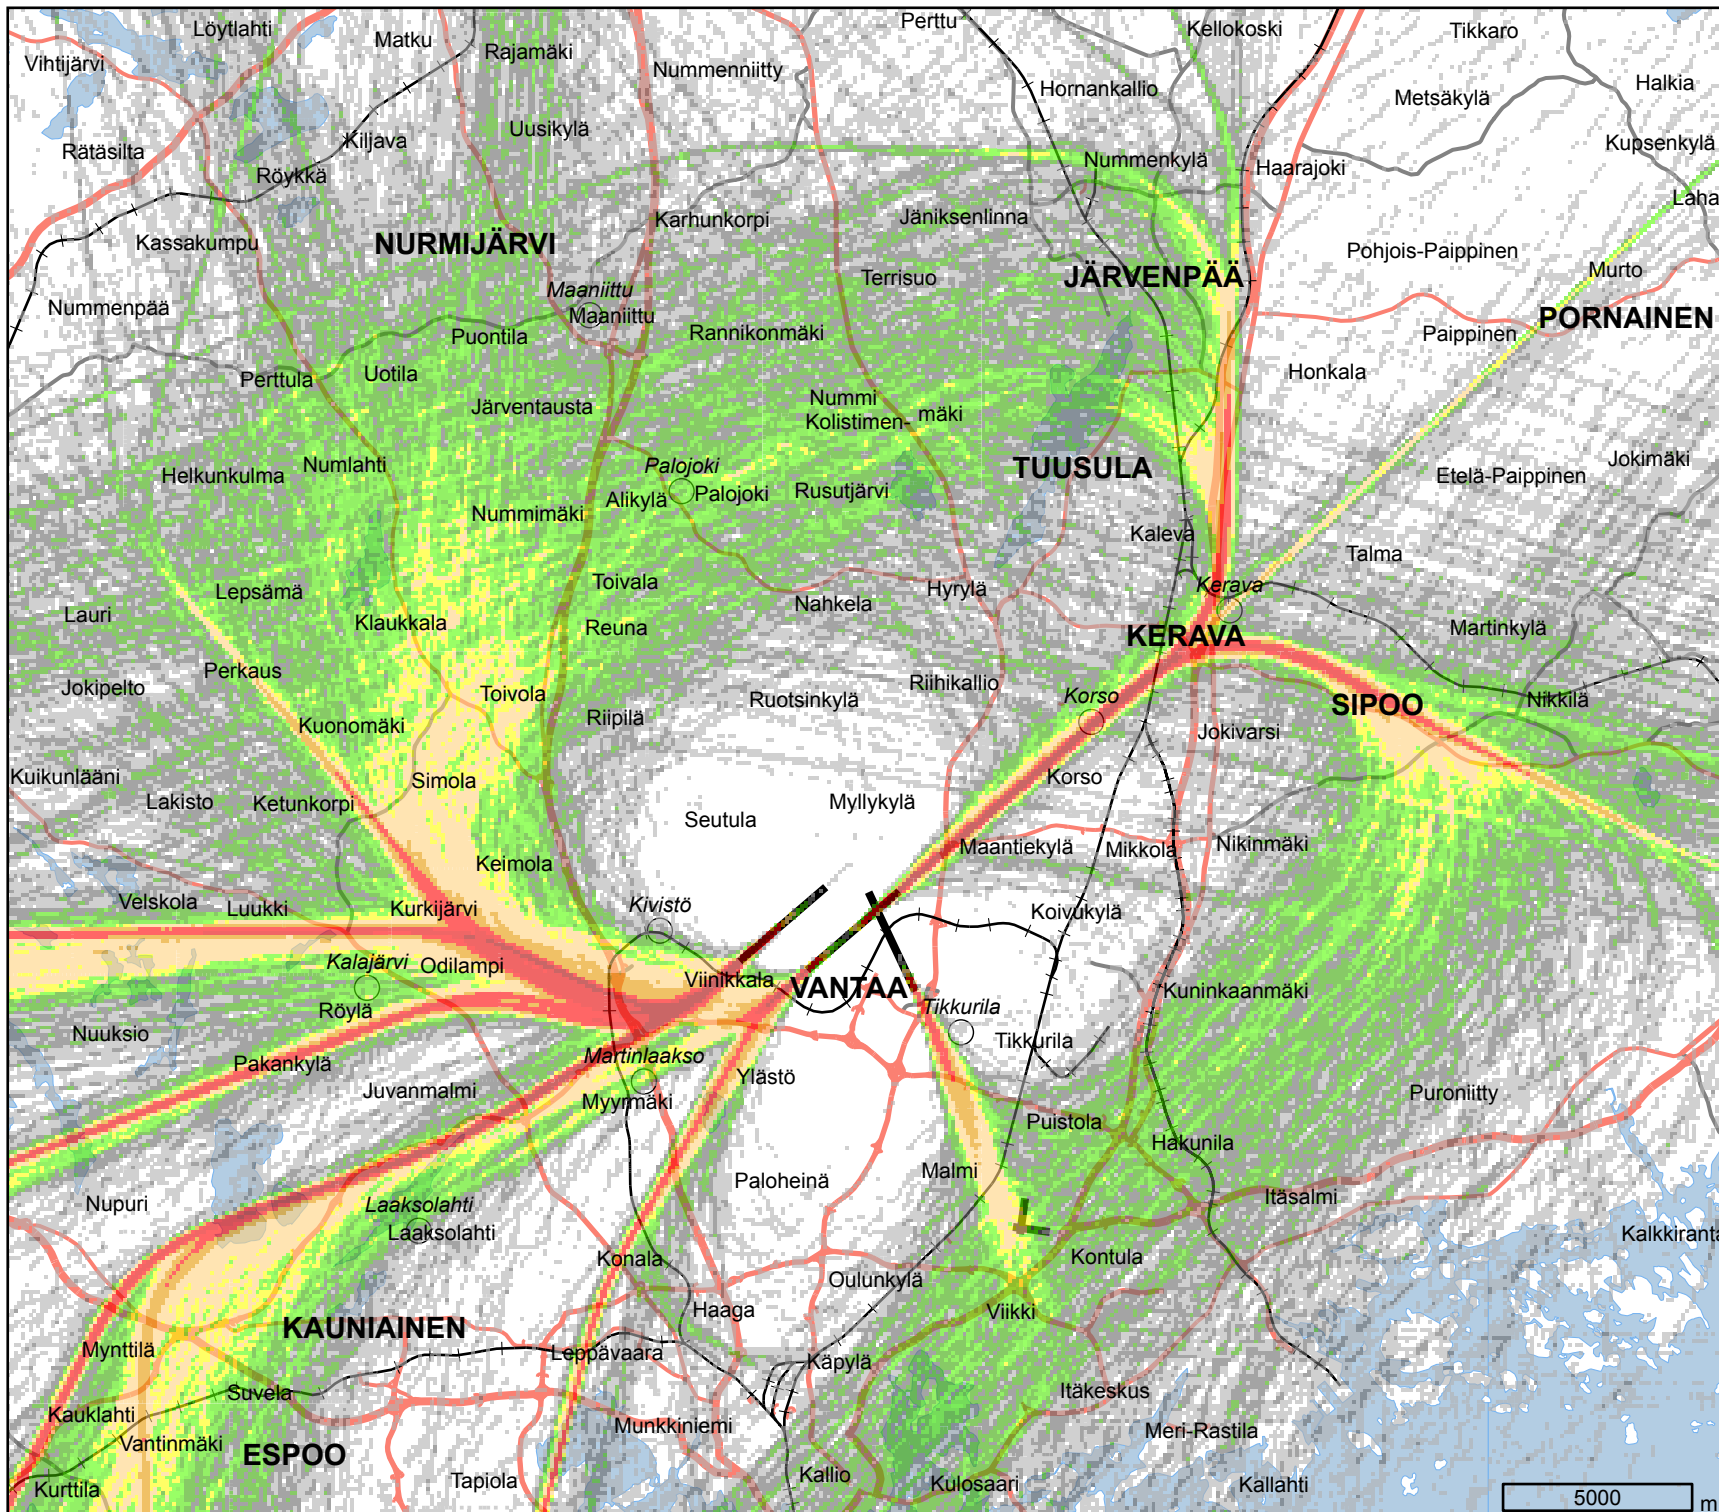 Löytlahti
Matku
Rajamäki
Perttu
Kellokoski
Tikkaro
Vihtijärvi
Nummenniitty
Hornankallio
Metsäkylä
Halkia
Rätäsilta
Kiljava
Uusikylä
Kupsenkylä
Röykkä
Nummenkylä
Haarajoki
Laha
Kassakumpu
NURMIJÄRVI
Karhunkorpi
Jäniksenlinna
Pohjois-Paippinen
Nummenpää
Maaniittu
Maaniittu
Terrisuo
JÄRVENPÄÄ
Murto
PORNAINEN
Puontila
Rannikonmäki
Paippinen
Perttula
Uotila
Honkala
Järventausta
Nummi
Kolistimen- mäki
Helkunkulma
Numlahti
Palojoki
TUUSULA
Etelä-Paippinen
Jokimäki
Alikylä
Palojoki
Rusutjärvi
Nummimäki
Kaleva
Talma
Lepsämä
Toivala
Nahkela
Hyrylä
Kerava
Lauri
Klaukkala
Reuna
KERAVA
Martinkylä
Perkaus
Jokipelto
Toivola
Ruotsinkylä
Riihikallio
Korso
SIPOO
Nikkilä
Kuonomäki
Riipilä
Jokivarsi
Kuikunlääni
Simola
Korso
Lakisto
Ketunkorpi
Seutula
Myllykylä
Keimola
Maantiekylä
Mikkola
Nikinmäki
Velskola
Luukki
Kurkijärvi
Kivistö
Koivukylä
Kalajärvi
Odilampi
Viinikkala
VANTAA
Kuninkaanmäki
Röylä
Tikkurila
Nuuksio
Tikkurila
Pakankylä
Martinlaakso
Juvanmalmi
Ylästö
Puroniitty
Myyrmäki
Puistola
Hakunila
Nupuri
Laaksolahti
Laaksolahti
Paloheinä
Malmi
Itäsalmi
Kalkkiranta
Konala
Oulunkylä
Kontula
Haaga
Viikki
KAUNIAINEN
Mynttilä
Leppävaara
Käpylä
Suvela
Itäkeskus
Kauklahti
Munkkiniemi
Meri-Rastila
Vantinmäki
ESPOO
Kurttila
Tapiola
Kallio
Kulosaari
Kallahti
5000 m